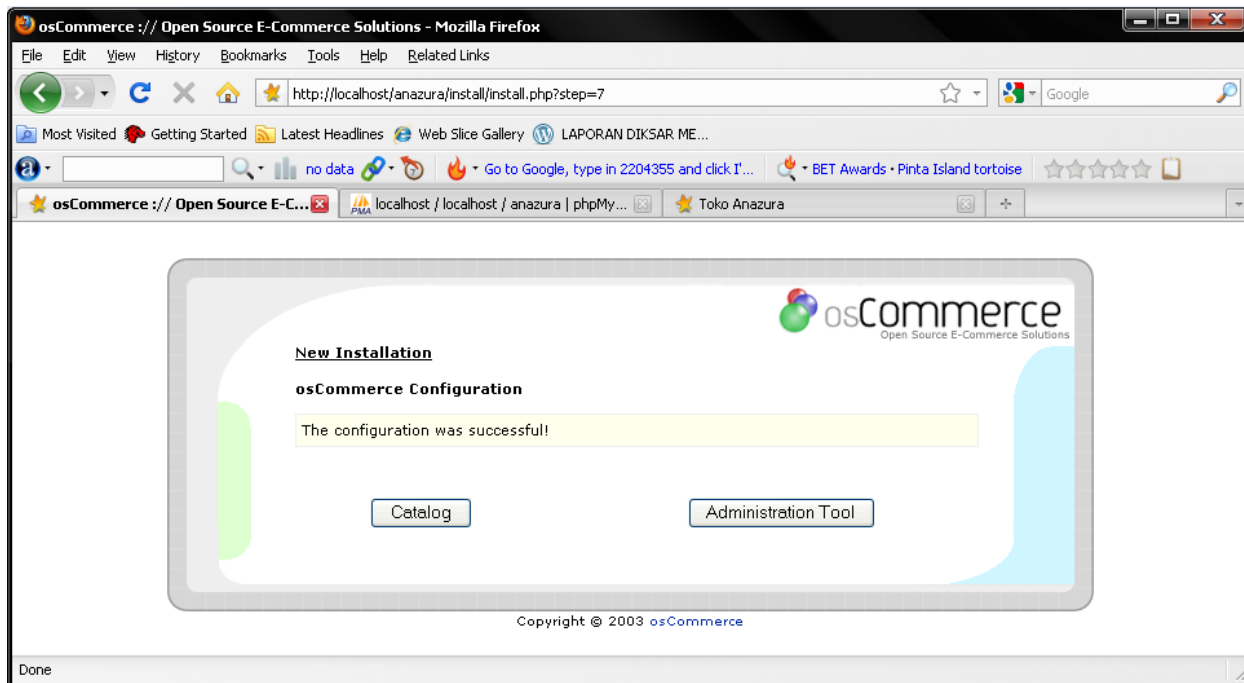 osCommerce :// Open Source E-Commerce Solutions - Mozilla Firefox
File Edit View History Bookmarks Tools Help Related Links
http://localhost/anazura/install/install.php?step=7 Google
Most Visited Getting Started Latest Headlines Web Slice Gallery LAPORAN DIKSAR ME...
a no data Go to Google, type in 2204355 and click I'... BET Awards • Pinta Island tortoise
osCommerce :// Open Source E-C... PMA localhost / localhost / anazura | phpMy... Toko Anazura
osCommerce
Open Source E-Commerce Solutions
New Installation
osCommerce Configuration
The configuration was successful!
Catalog Administration Tool
Copyright © 2003 osCommerce
Done